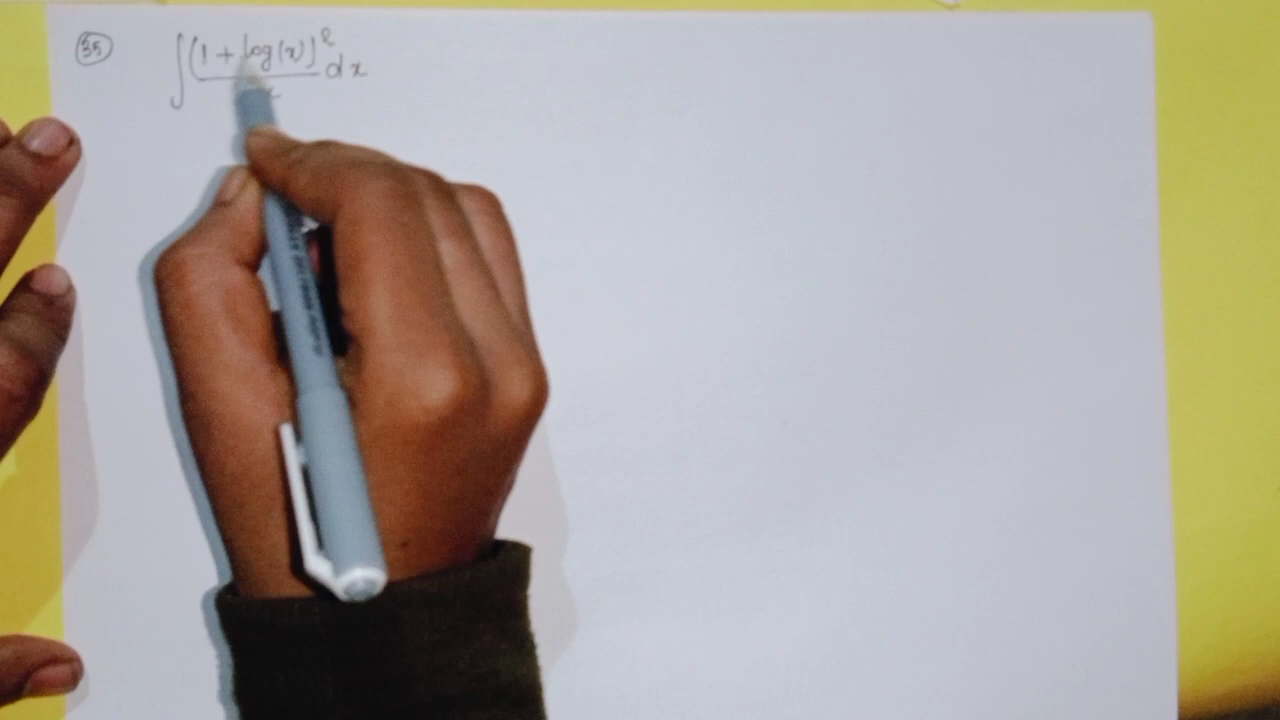 35 ∫ (1 + log(x))² / x dx